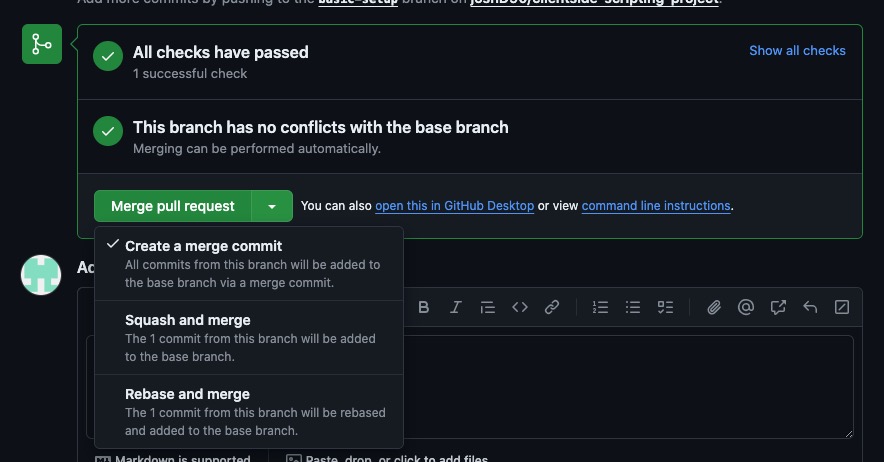 Add more commits by pushing to the basic-setup branch on
All checks have passed
1 successful check
Show all checks
This branch has no conflicts with the base branch
Merging can be performed automatically.
Merge pull request
You can also open this in GitHub Desktop or view command line instructions.
Create a merge commit
All commits from this branch will be added to
the base branch via a merge commit.
Squash and merge
The 1 commit from this branch will be added
to the base branch.
Rebase and merge
The 1 commit from this branch will be rebased
and added to the base branch.
Markdown is supported
Paste, drop, or click to add files